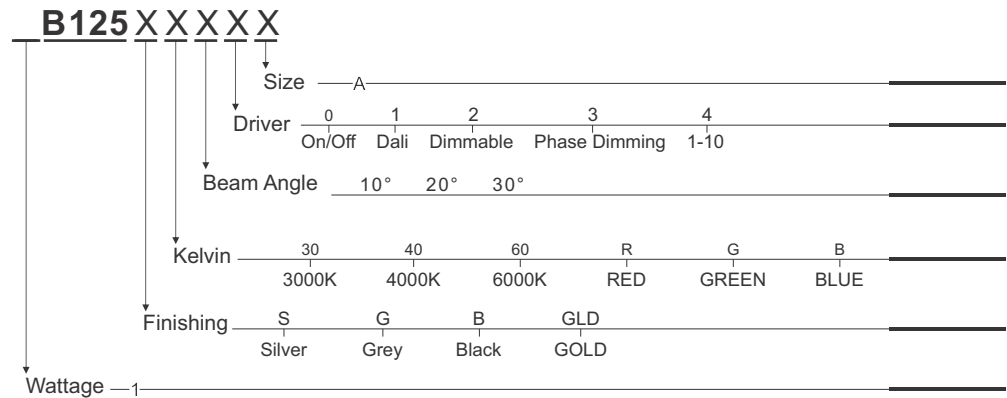 B125 X X X X X
Size A
0 1 2 3 4
Driver
On/Off Dali Dimmable Phase Dimming 1-10
Beam Angle 10° 20° 30°
30 40 60 R G B
Kelvin
3000K 4000K 6000K RED GREEN BLUE
S G B GLD
Finishing
Silver Grey Black GOLD
Wattage 1